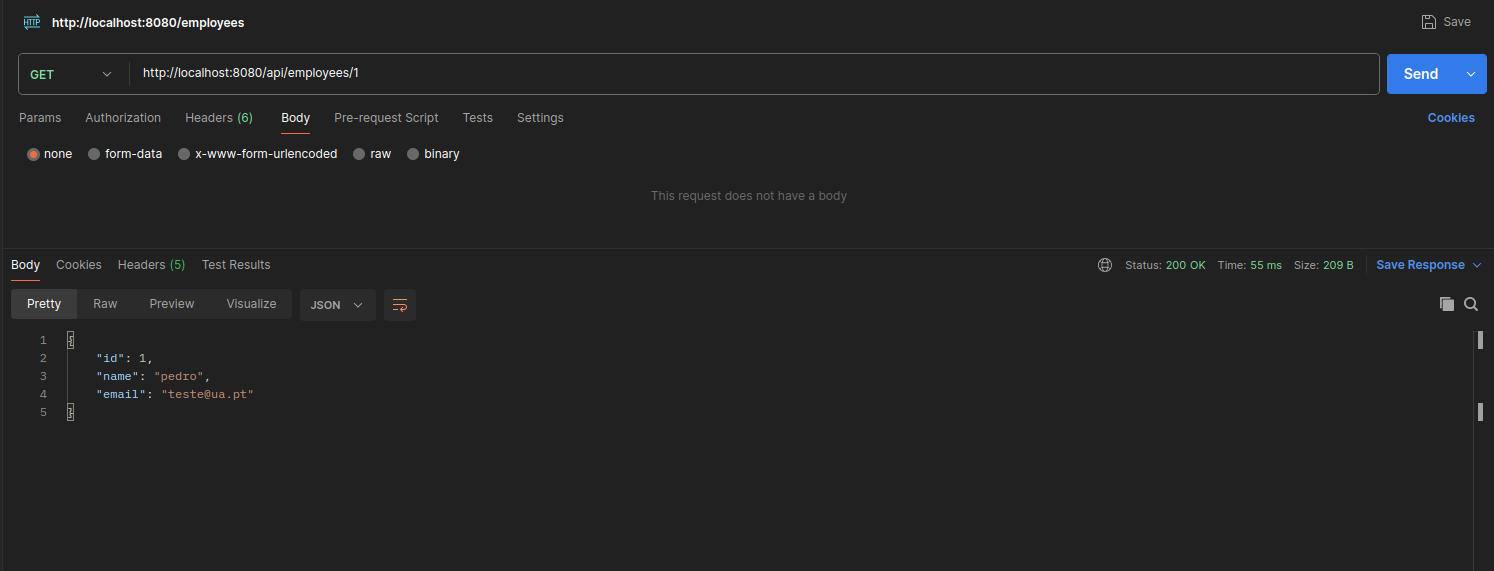 HTTP http://localhost:8080/employees Save
GET http://localhost:8080/api/employees/1 Send
Params Authorization Headers (6) Body Pre-request Script Tests Settings Cookies
none form-data x-www-form-urlencoded raw binary
This request does not have a body
Body Cookies Headers (5) Test Results Status: 200 OK Time: 55 ms Size: 209 B Save Response
Pretty Raw Preview Visualize JSON
1 {
2 "id": 1,
3 "name": "pedro",
4 "email": "teste@ua.pt"
5 }